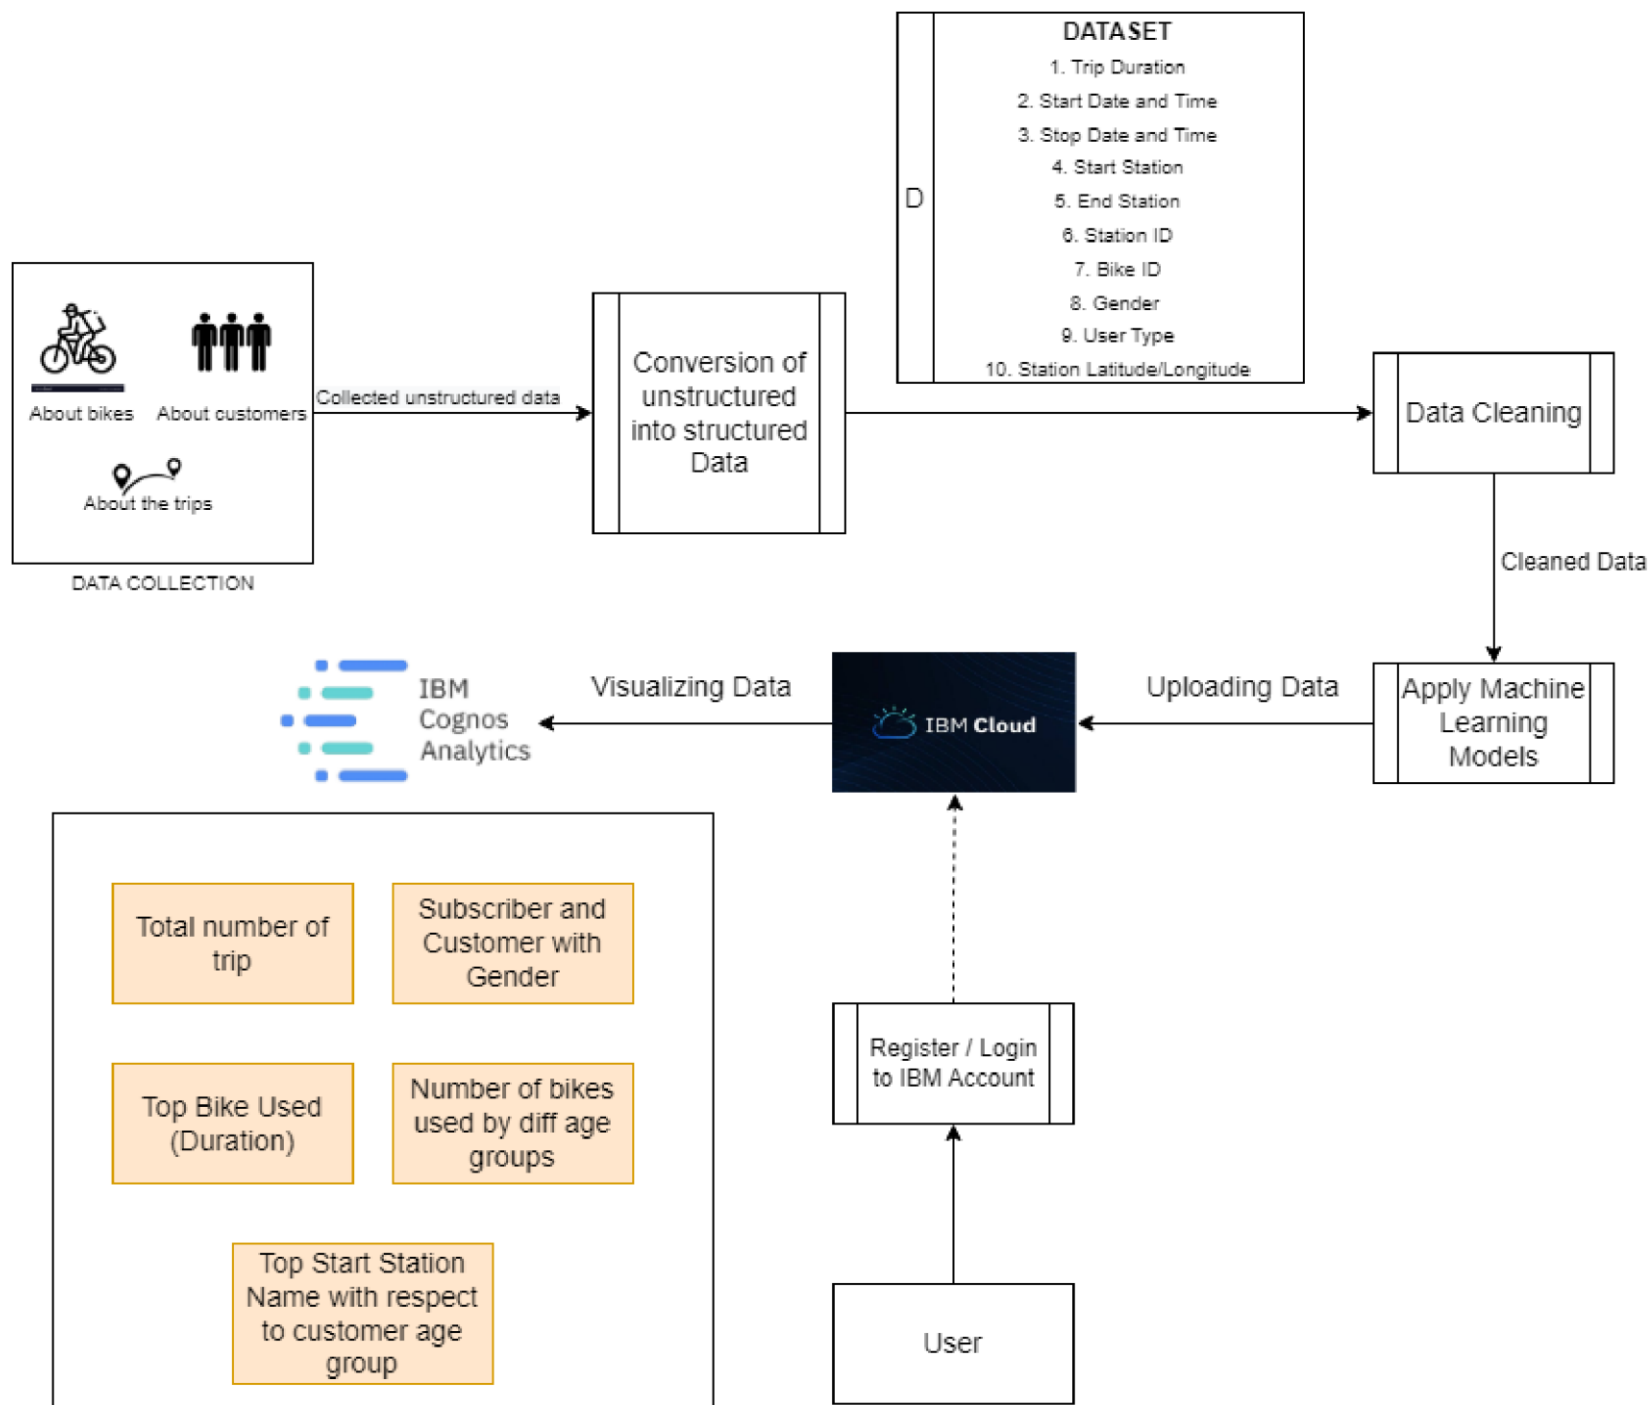 DATASET
1. Trip Duration
2. Start Date and Time
3. Stop Date and Time
4. Start Station
5. End Station
6. Station ID
7. Bike ID
8. Gender
9. User Type
10. Station Latitude/Longitude
D
About bikes
About customers
About the trips
DATA COLLECTION
Collected unstructured data
Conversion of
unstructured
into structured
Data
Data Cleaning
Cleaned Data
Apply Machine
Learning
Models
Uploading Data
IBM Cloud
Visualizing Data
IBM
Cognos
Analytics
Total number of
trip
Subscriber and
Customer with
Gender
Top Bike Used
(Duration)
Number of bikes
used by diff age
groups
Top Start Station
Name with respect
to customer age
group
Register / Login
to IBM Account
User